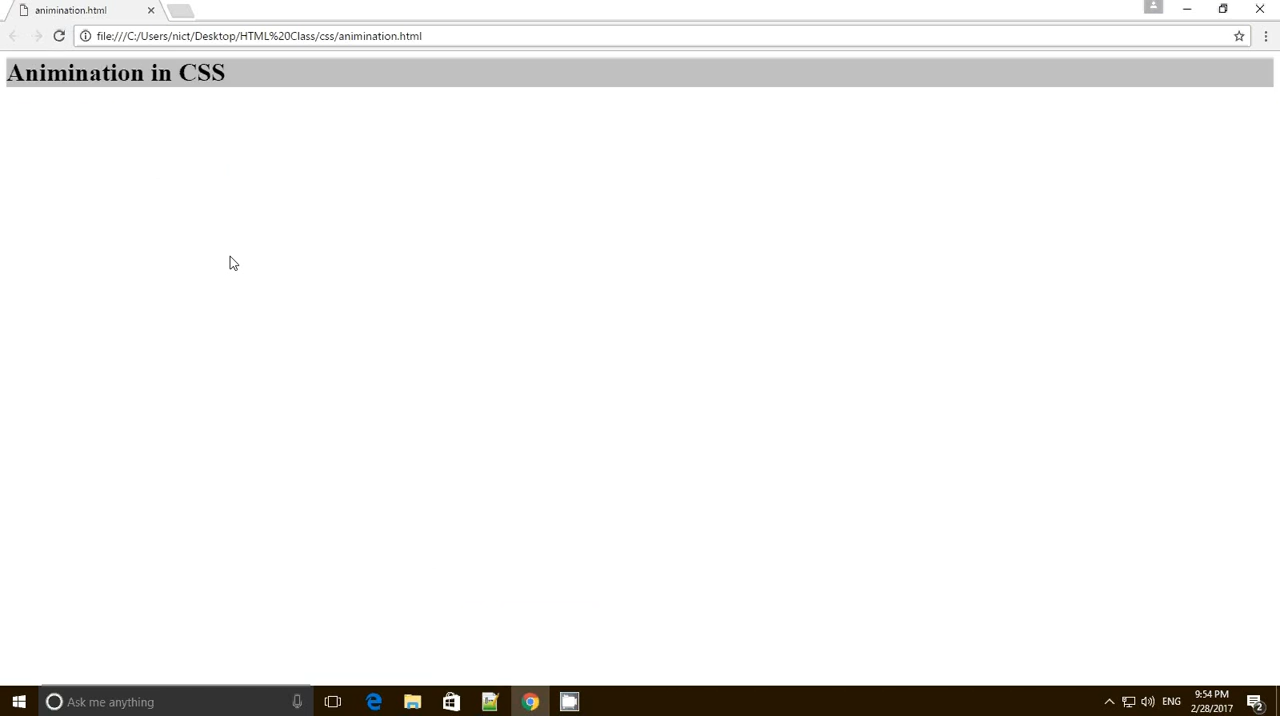 animination.html
file:///C:/Users/nict/Desktop/HTML%20Class/css/animination.html
Animination in CSS
Ask me anything
ENG
9:54 PM
2/28/2017
2